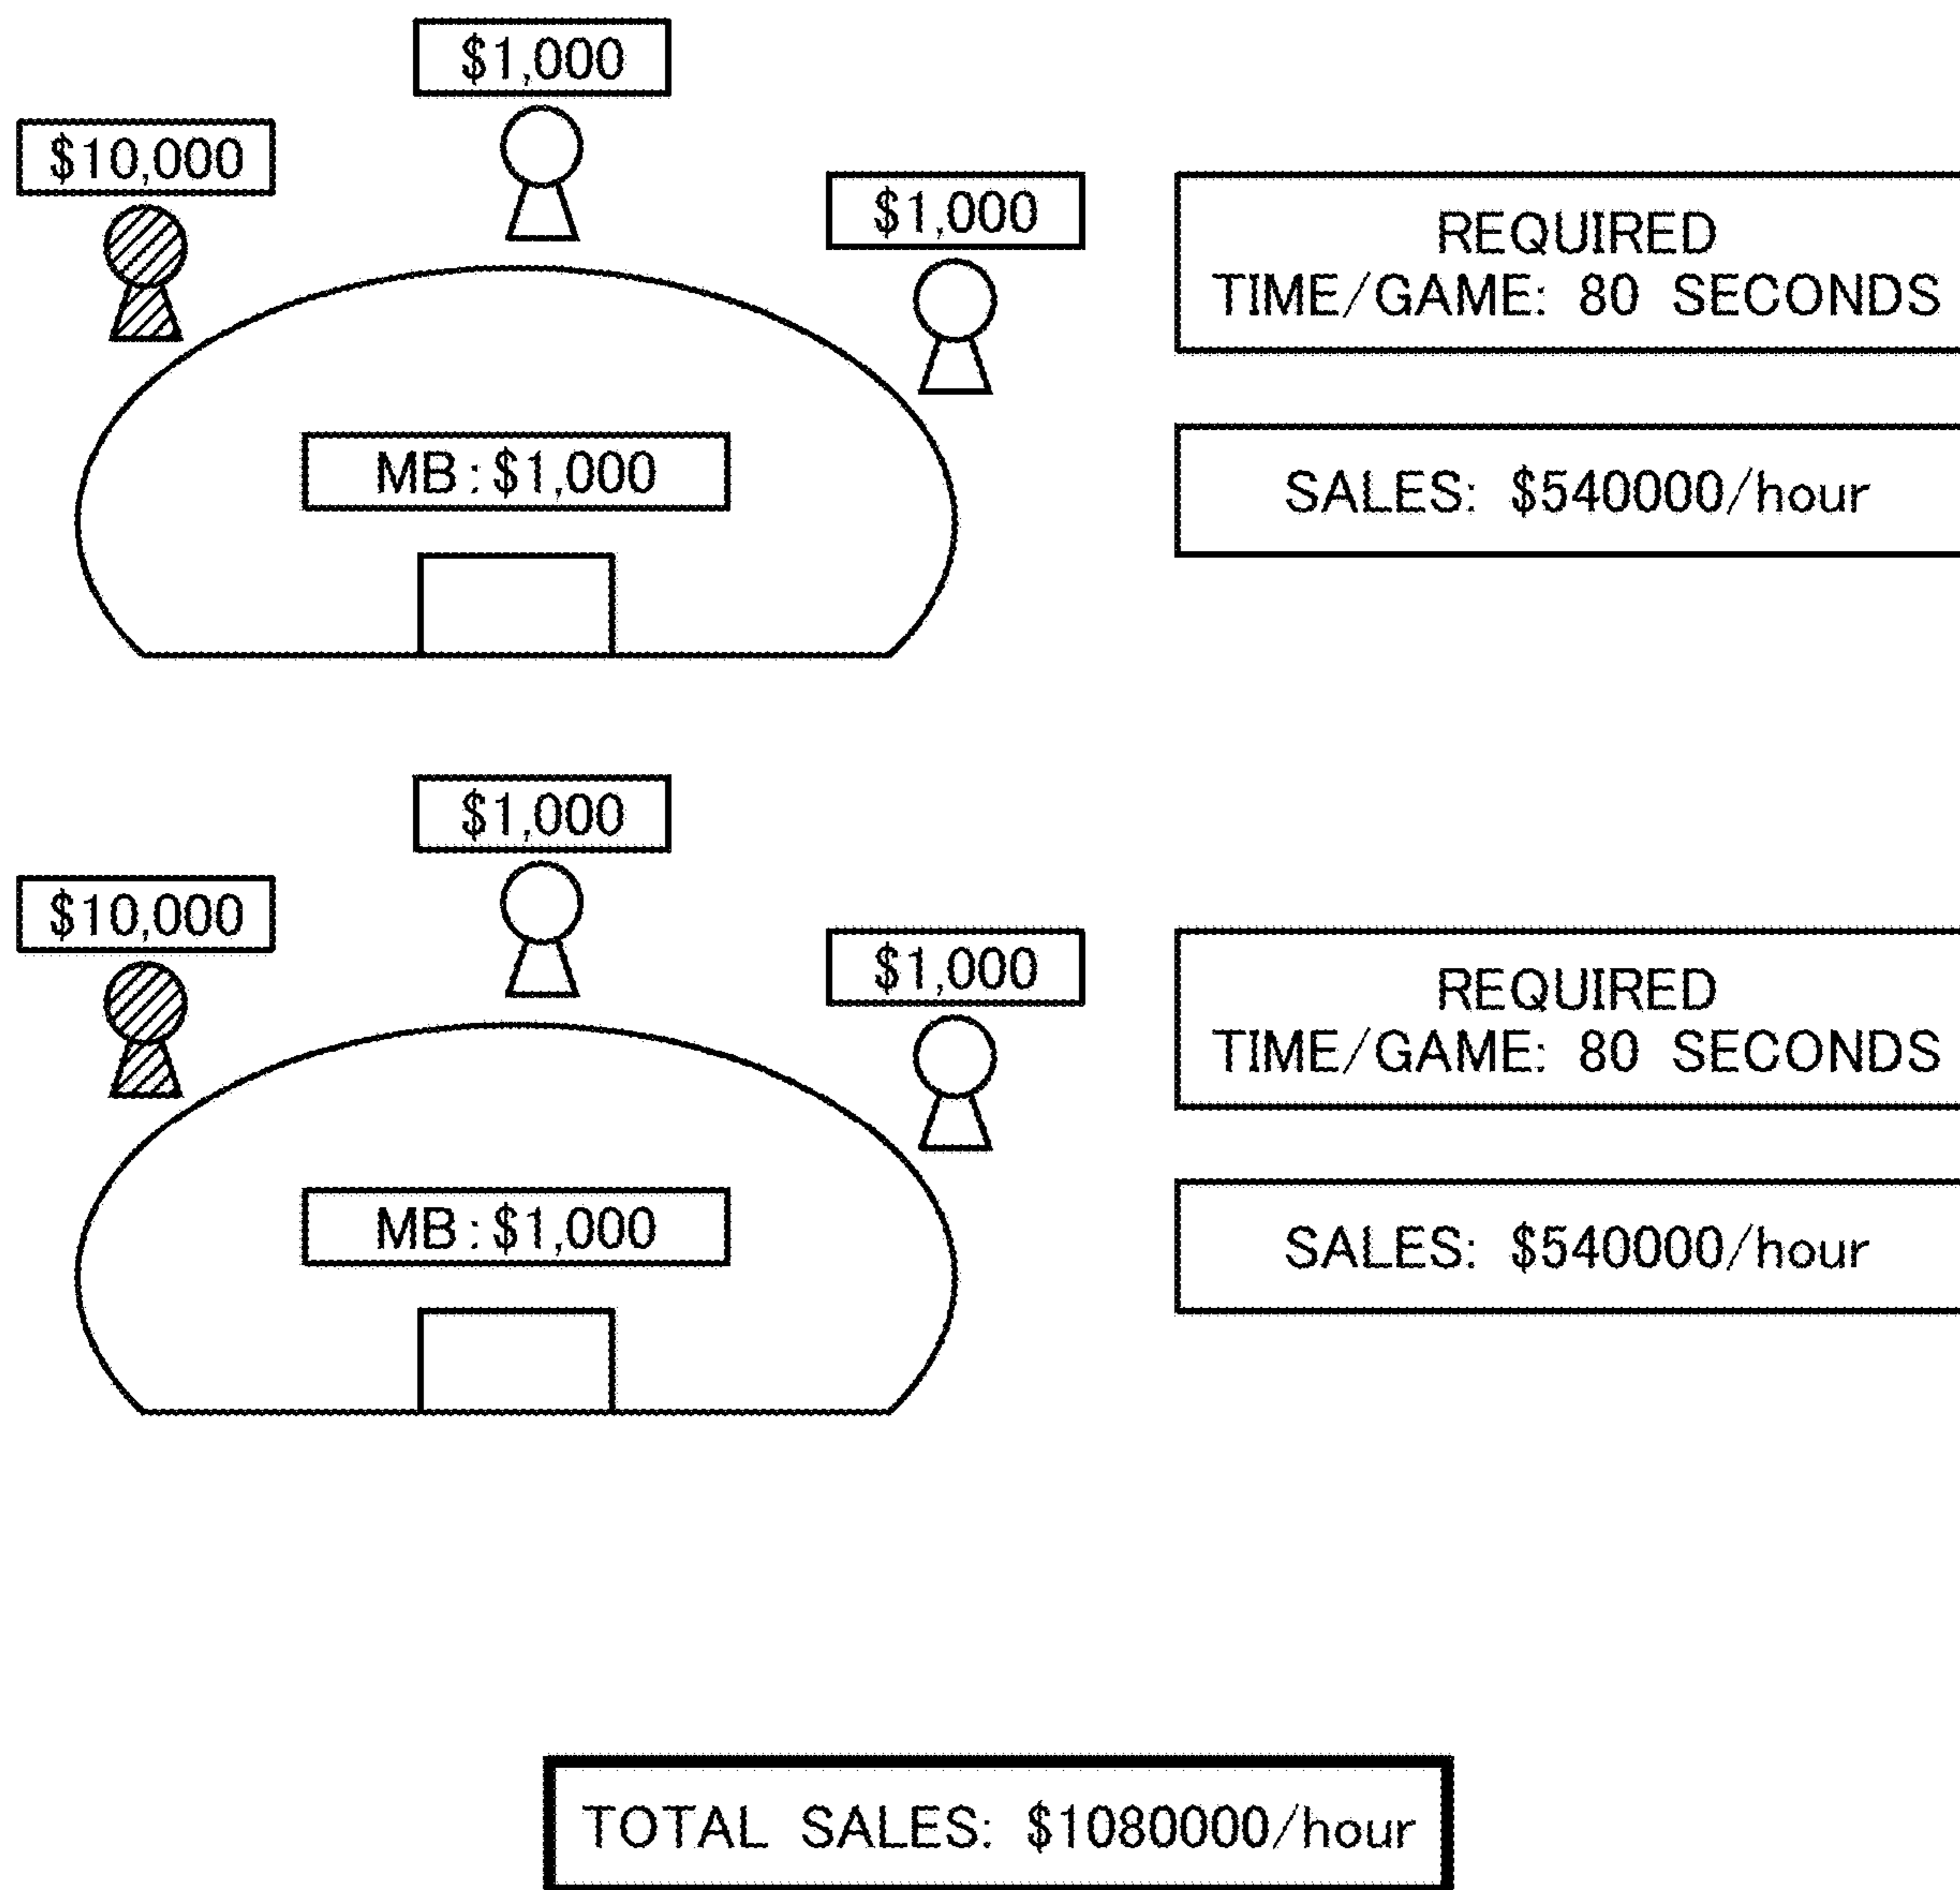 $1,000
$10,000
$1,000
REQUIRED
TIME/GAME: 80 SECONDS
MB:$1,000
SALES: $540000/hour
$1,000
$10,000
$1,000
REQUIRED
TIME/GAME: 80 SECONDS
MB:$1,000
SALES: $540000/hour
TOTAL SALES: $1080000/hour